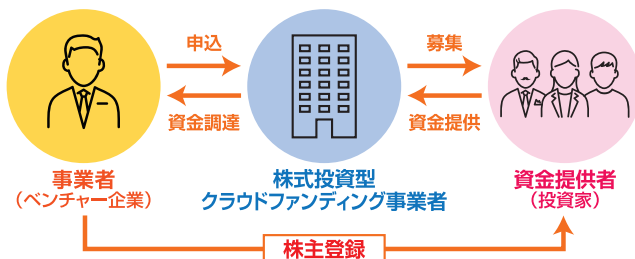 申込
募集
資金調達
資金提供
事業者
(ベンチャー企業)
株式投資型
クラウドファンディング事業者
資金提供者
(投資家)
株主登録